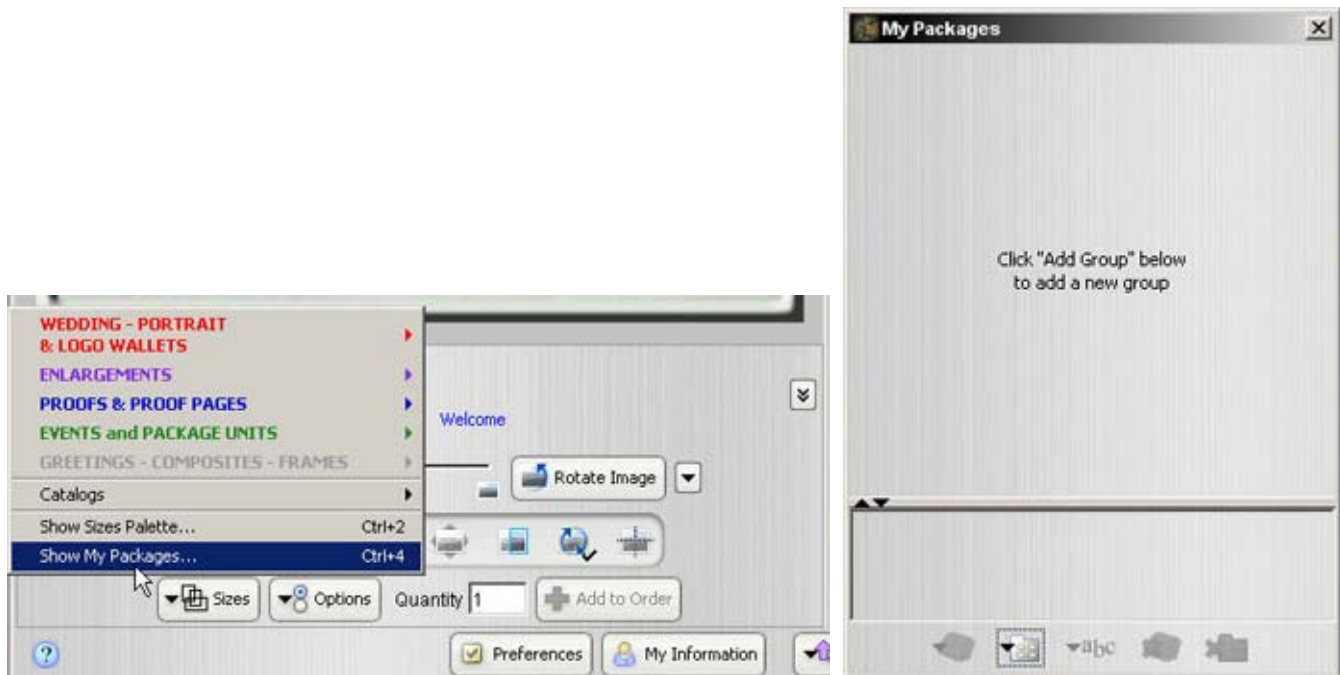 WEDDING - PORTRAIT
& LOGO WALLETS
ENLARGEMENTS
PROOFS & PROOF PAGES
EVENTS and PACKAGE UNITS
GREETINGS - COMPOSITES - FRAMES
Catalogs
Show Sizes Palette... Ctrl+2
Show My Packages... Ctrl+4
Welcome
Rotate Image
Sizes Options Quantity 1 Add to Order
? Preferences My Information
My Packages
Click "Add Group" below
to add a new group
abc